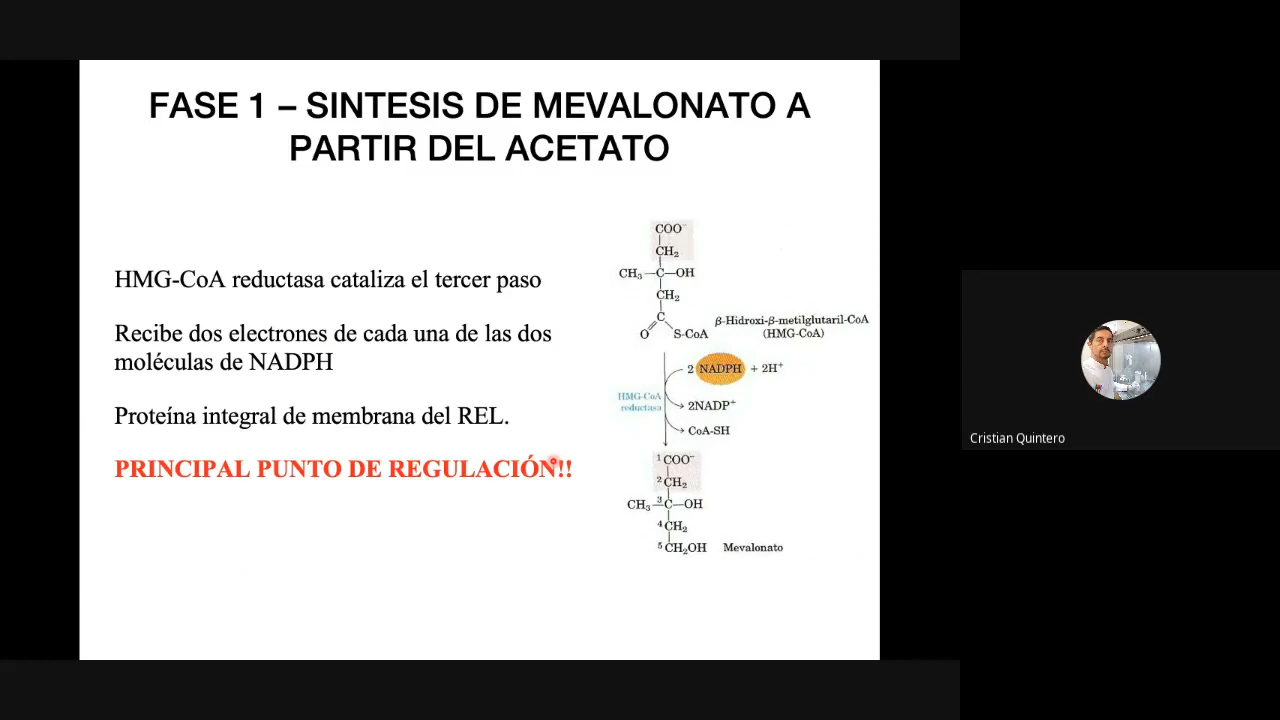 FASE 1 – SINTESIS DE MEVALONATO A
PARTIR DEL ACETATO
HMG-CoA reductasa cataliza el tercer paso
Recibe dos electrones de cada una de las dos
moléculas de NADPH
Proteína integral de membrana del REL.
PRINCIPAL PUNTO DE REGULACIÓN!!
COO⁻
CH₂
CH₃—C—OH
CH₂
C
O S-CoA
β-Hidroxi-β-metilglutaril-CoA
(HMG-CoA)
2 NADPH + 2H⁺
HMG-CoA
reductasa
2NADP⁺
CoA-SH
¹COO⁻
²CH₂
CH₃—³C—OH
⁴CH₂
⁵CH₂OH Mevalonato
Cristian Quintero